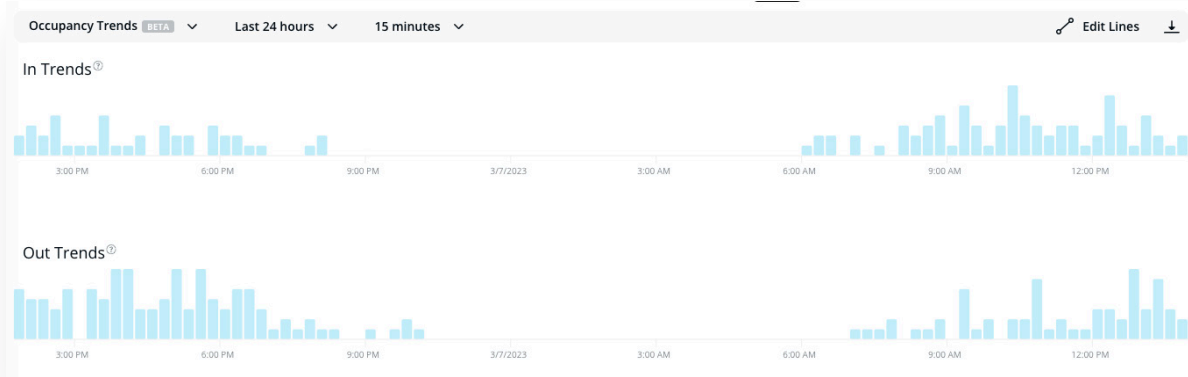 Occupancy Trends BETA Last 24 hours 15 minutes Edit Lines
In Trends?
3:00 PM 6:00 PM 9:00 PM 3/7/2023 3:00 AM 6:00 AM 9:00 AM 12:00 PM
Out Trends?
3:00 PM 6:00 PM 9:00 PM 3/7/2023 3:00 AM 6:00 AM 9:00 AM 12:00 PM